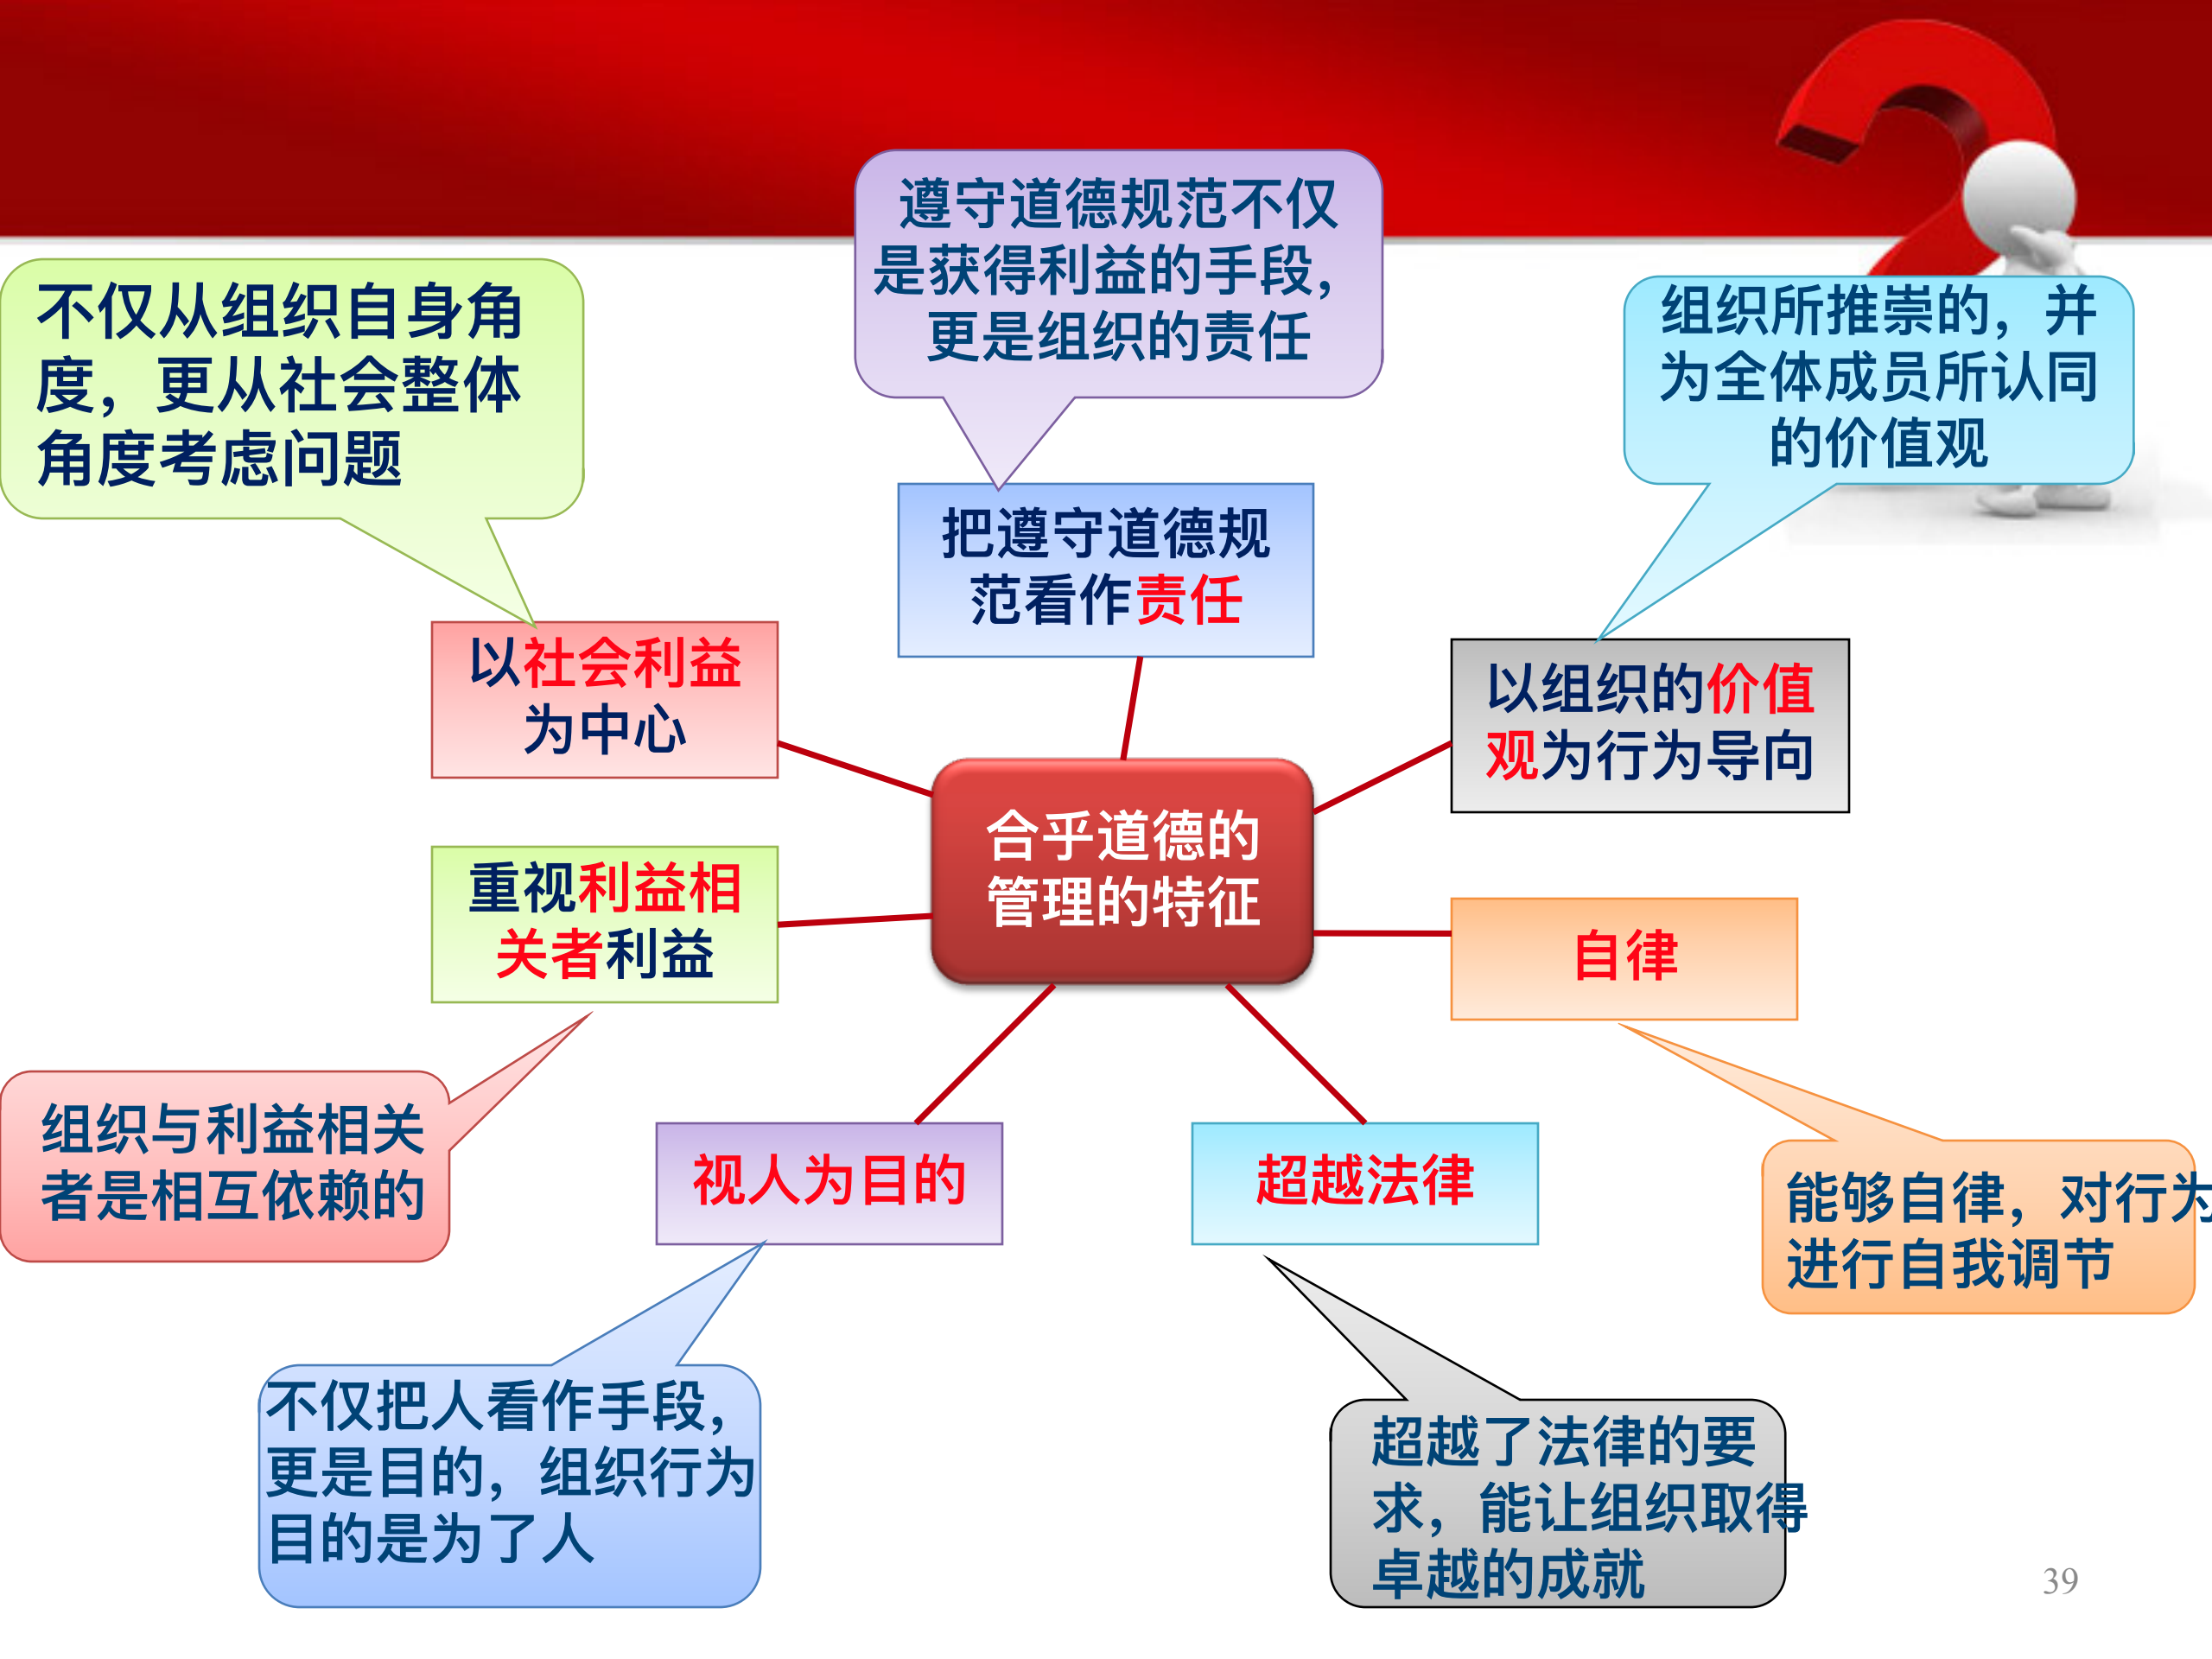 遵守道德规范不仅
是获得利益的手段，
更是组织的责任
不仅从组织自身角
度，更从社会整体
角度考虑问题
组织所推崇的，并
为全体成员所认同
的价值观
把遵守道德规
范看作责任
以社会利益
为中心
以组织的价值
观为行为导向
合乎道德的
管理的特征
重视利益相
关者利益
自律
组织与利益相关
者是相互依赖的
视人为目的
超越法律
能够自律，对行为
进行自我调节
不仅把人看作手段，
更是目的，组织行为
目的是为了人
超越了法律的要
求，能让组织取得
卓越的成就
39